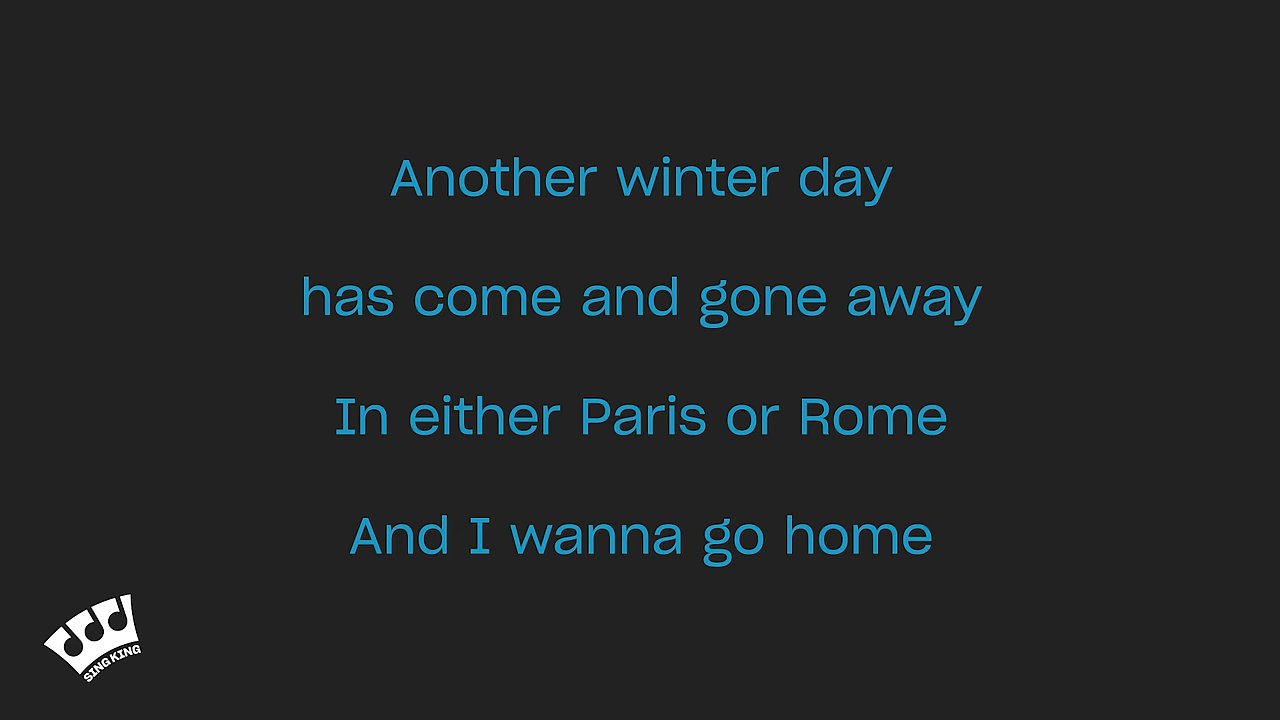 Another winter day
has come and gone away
In either Paris or Rome
And I wanna go home
SING KING